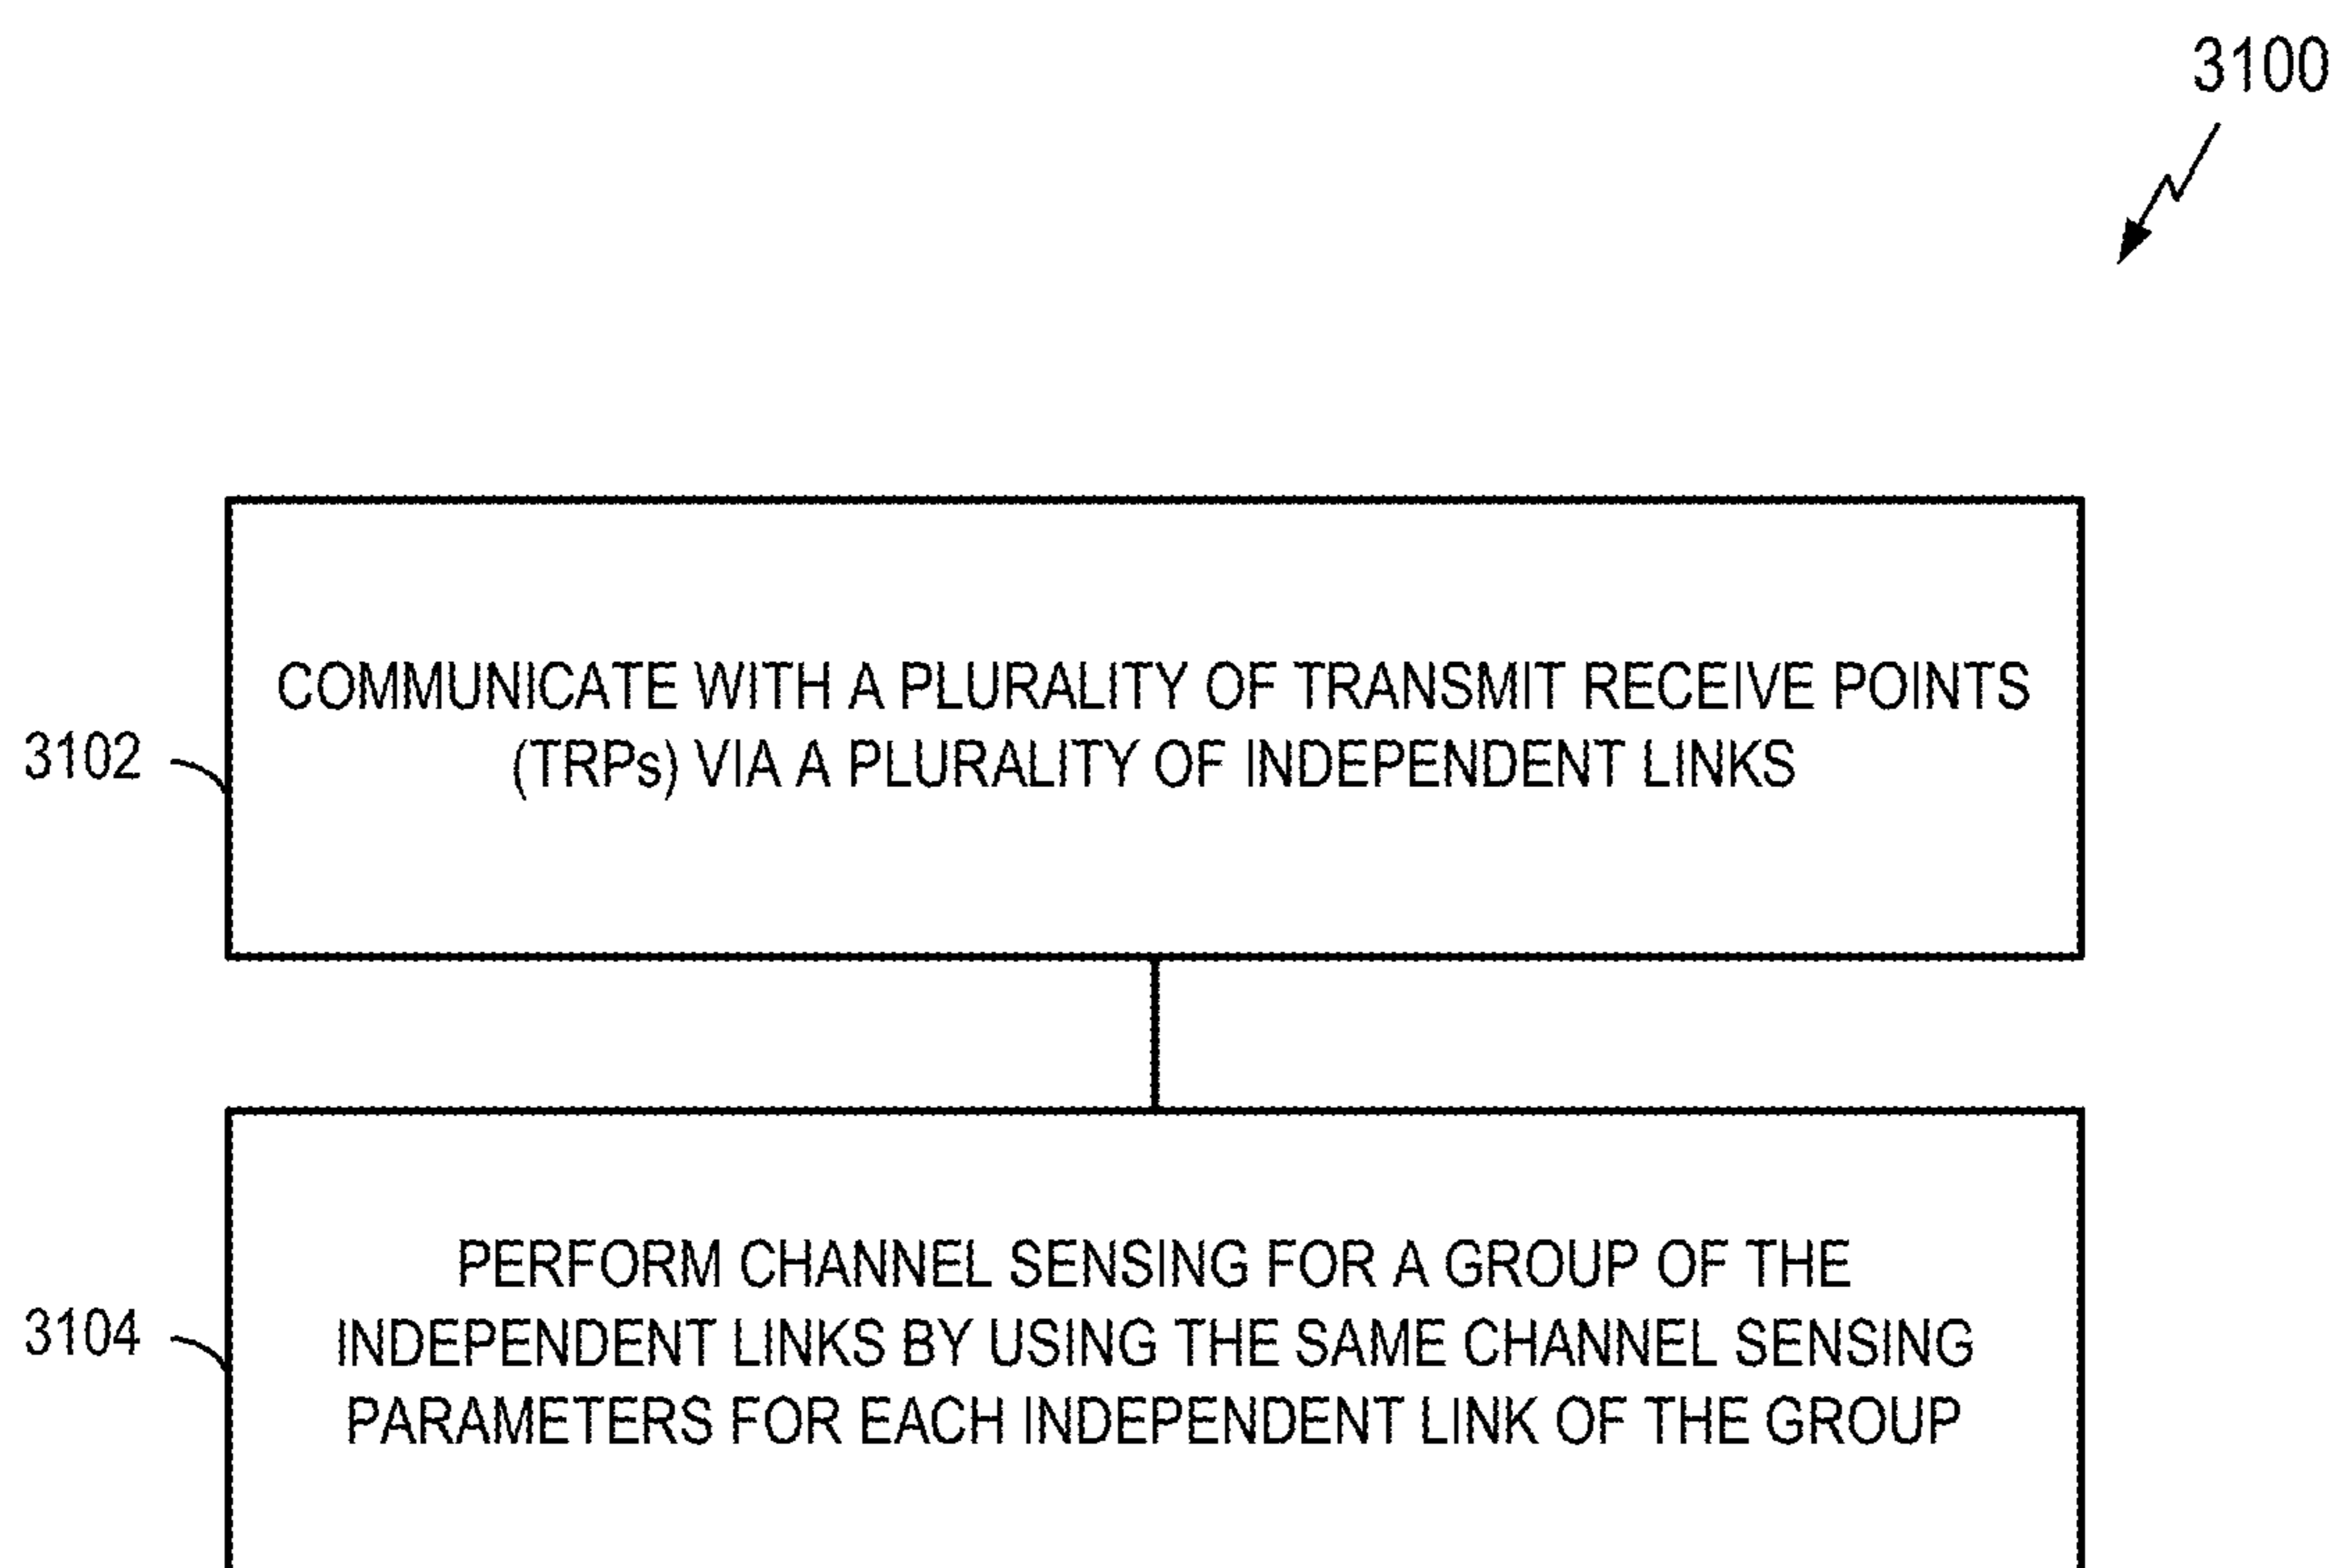 3100
COMMUNICATE WITH A PLURALITY OF TRANSMIT RECEIVE POINTS
(TRPs) VIA A PLURALITY OF INDEPENDENT LINKS
3102
PERFORM CHANNEL SENSING FOR A GROUP OF THE
INDEPENDENT LINKS BY USING THE SAME CHANNEL SENSING
PARAMETERS FOR EACH INDEPENDENT LINK OF THE GROUP
3104